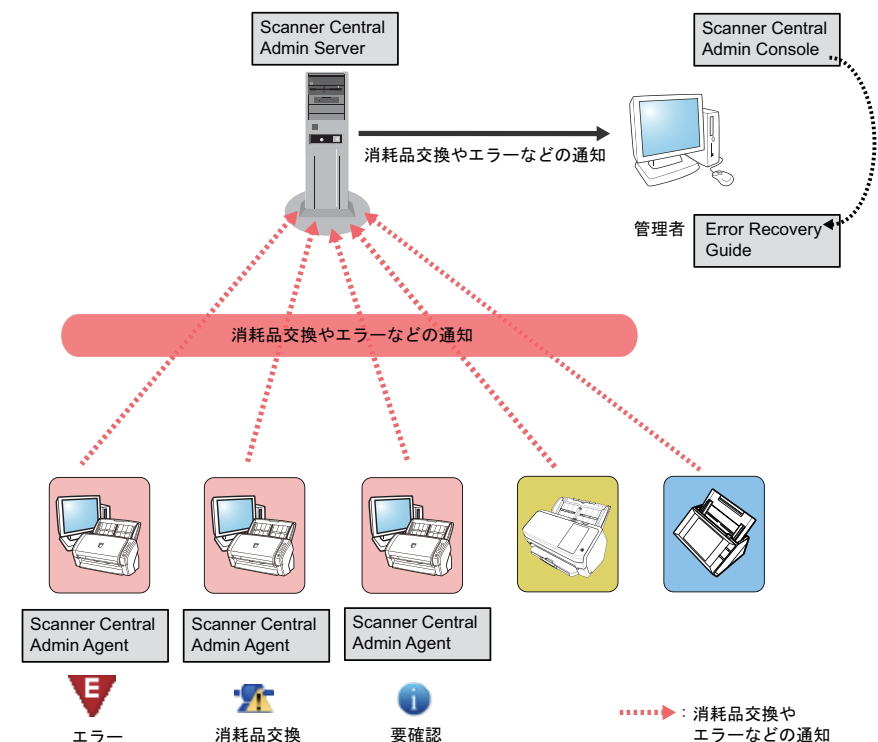 Scanner Central
Admin Server
Scanner Central
Admin Console
消耗品交換やエラーなどの通知
管理者
Error Recovery
Guide
消耗品交換やエラーなどの通知
Scanner Central
Admin Agent
Scanner Central
Admin Agent
Scanner Central
Admin Agent
E
i
エラー
消耗品交換
要確認
：消耗品交換や
エラーなどの通知